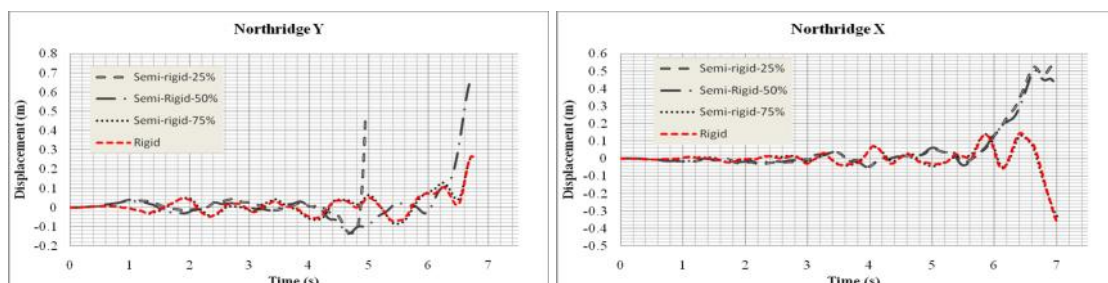 Northridge Y
0.8
0.7
0.6
0.5
0.4
0.3
0.2
0.1
0
-0.1
-0.2
Displacement (m)
Semi-rigid-25%
Semi-Rigid-50%
Semi-rigid-75%
Rigid
0 1 2 3 4 5 6 7
Time (s)
Northridge X
0.6
0.5
0.4
0.3
0.2
0.1
0
-0.1
-0.2
-0.3
-0.4
-0.5
Displacement (m)
Semi-rigid-25%
Semi-Rigid-50%
Semi-rigid-75%
Rigid
0 1 2 3 4 5 6 7
Time (s)